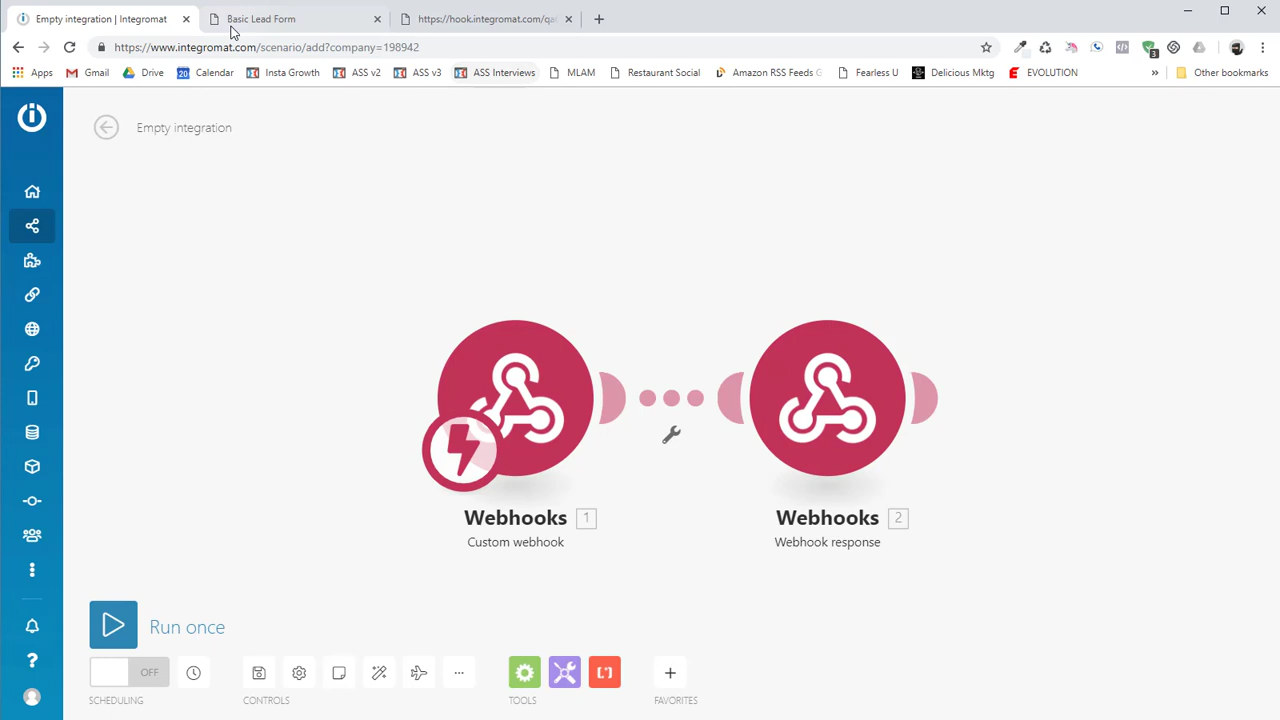 Empty integration | Integromat
Basic Lead Form
https://hook.integromat.com/qa
https://www.integromat.com/scenario/add?company=198942
Apps
Gmail
Drive
20
Calendar
Insta Growth
ASS v2
ASS v3
ASS Interviews
MLAM
Restaurant Social
Amazon RSS Feeds G
Fearless U
Delicious Mktg
EVOLUTION
»
Other bookmarks
3
Empty integration
Webhooks 1
Custom webhook
Webhooks 2
Webhook response
Run once
OFF
SCHEDULING
CONTROLS
TOOLS
FAVORITES